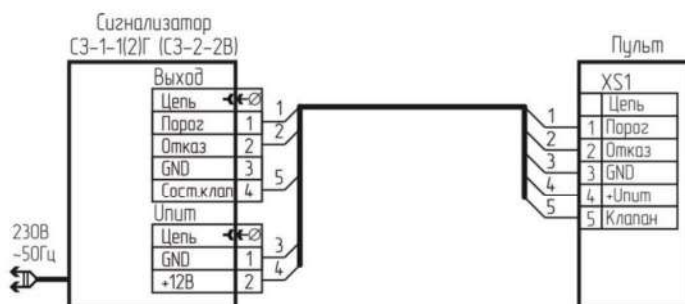 Сигнализатор
СЗ-1-1(2)Г (СЗ-2-2В)
Выход
Цепь
Порог 1
Отказ 2
GND 3
Сост.клап 4
Uпит
Цепь
GND 1
+12В 2
230В
~50Гц
1
2
5
3
4
1
2
3
4
5
Пульт
XS1
Цепь
1 Порог
2 Отказ
3 GND
4 +Uпит
5 Клапан